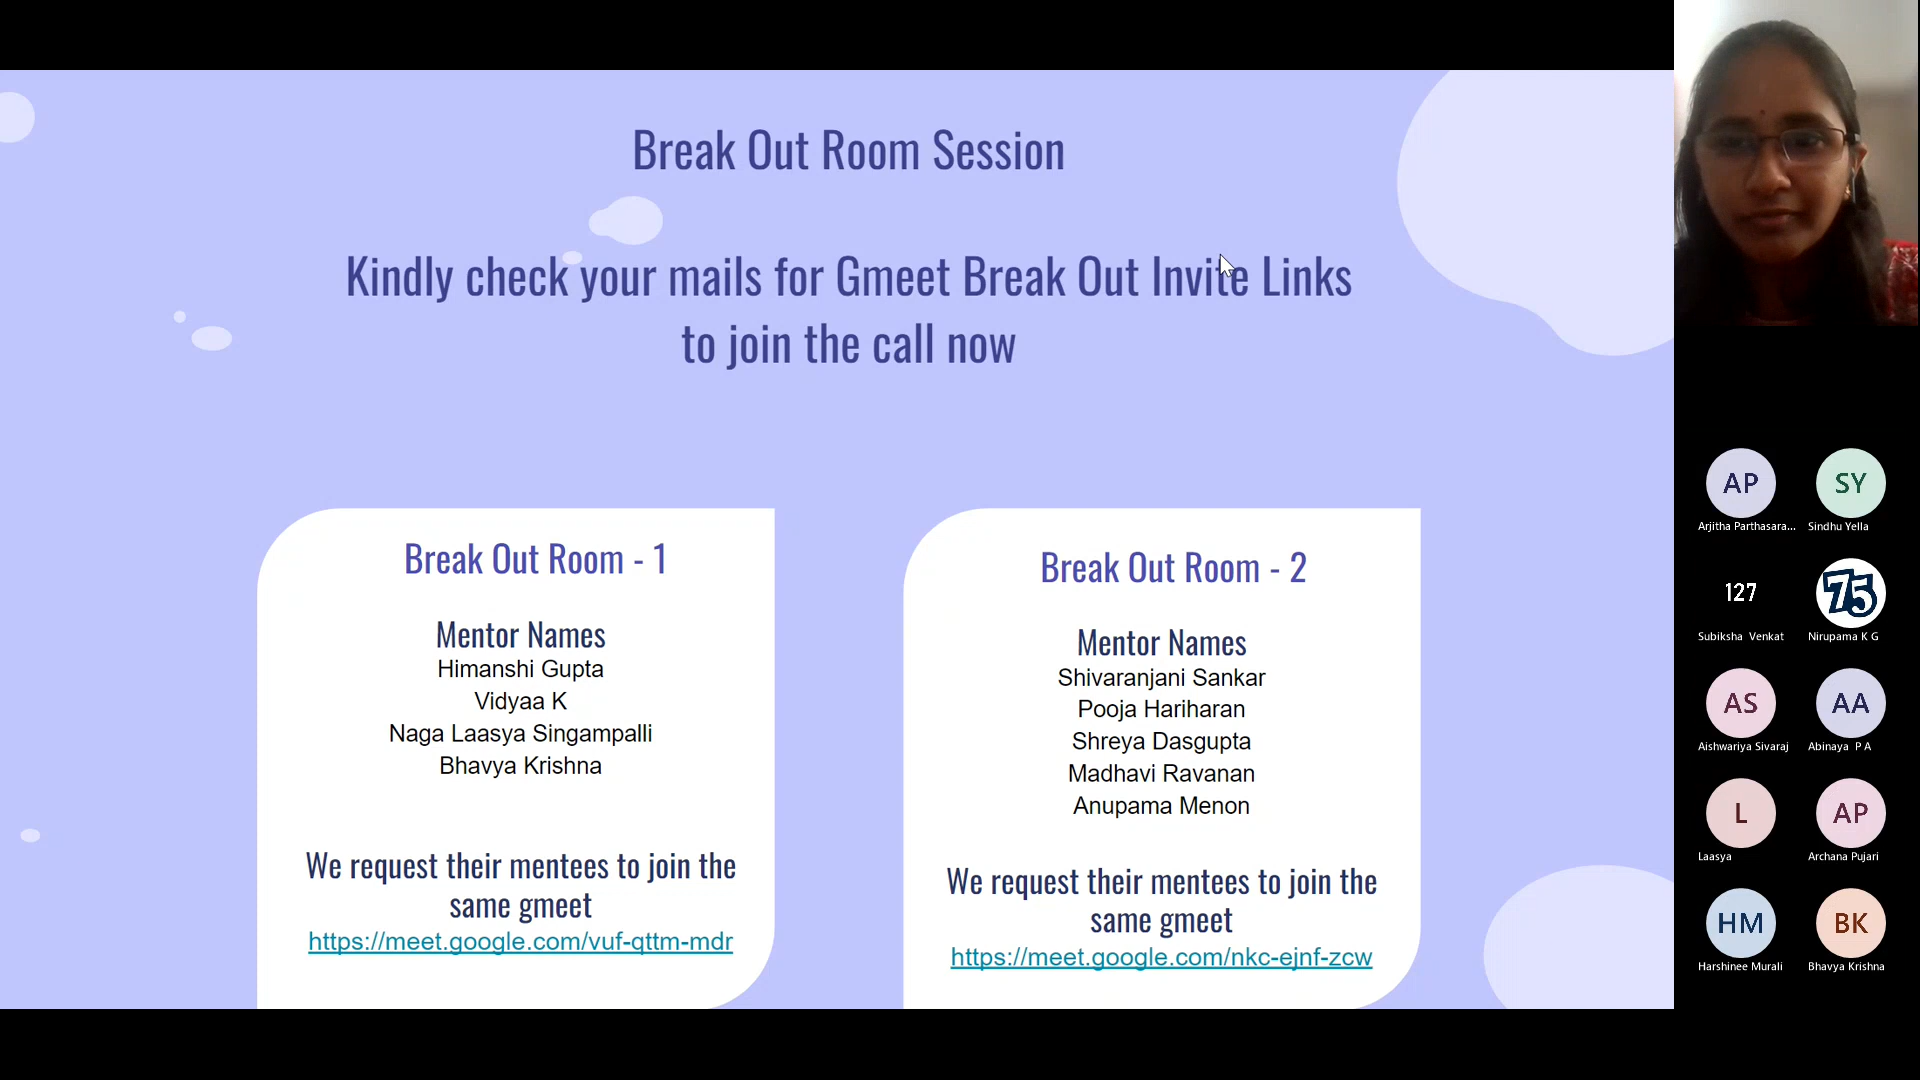 Break Out Room Session
Kindly check your mails for Gmeet Break Out Invite Links
to join the call now
Break Out Room - 1
Mentor Names
Himanshi Gupta
Vidyaa K
Naga Laasya Singampalli
Bhavya Krishna
We request their mentees to join the
same gmeet
https://meet.google.com/vuf-qttm-mdr
Break Out Room - 2
Mentor Names
Shivaranjani Sankar
Pooja Hariharan
Shreya Dasgupta
Madhavi Ravanan
Anupama Menon
We request their mentees to join the
same gmeet
https://meet.google.com/nkc-ejnf-zcw
AP
Arjitha Parthasara...
SY
Sindhu Yella
127
Subiksha Venkat
75
Nirupama K G
AS
Aishwariya Sivaraj
AA
Abinaya P A
L
Laasya
AP
Archana Pujari
HM
Harshinee Murali
BK
Bhavya Krishna